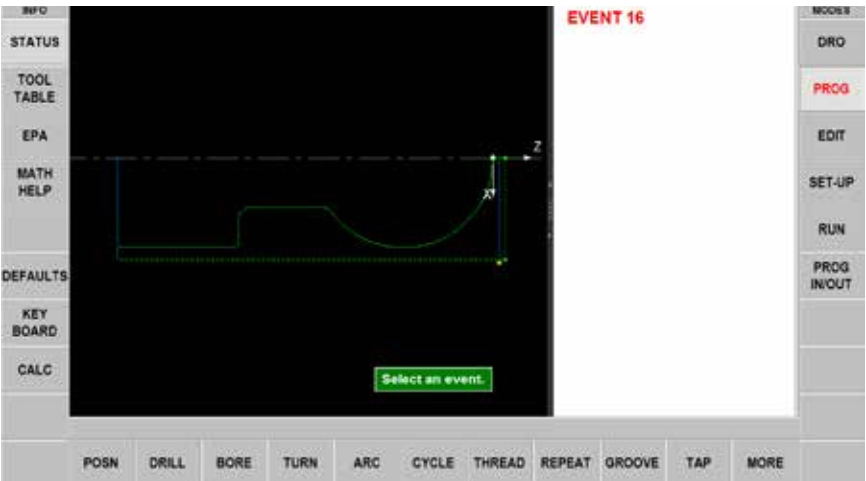 INFO
EVENT 16
MODES
STATUS
DRO
TOOL
TABLE
PROG
EPA
EDIT
Z
MATH
HELP
X
SET-UP
RUN
DEFAULTS
PROG
IN/OUT
KEY
BOARD
CALC
Select an event.
POSN DRILL BORE TURN ARC CYCLE THREAD REPEAT GROOVE TAP MORE